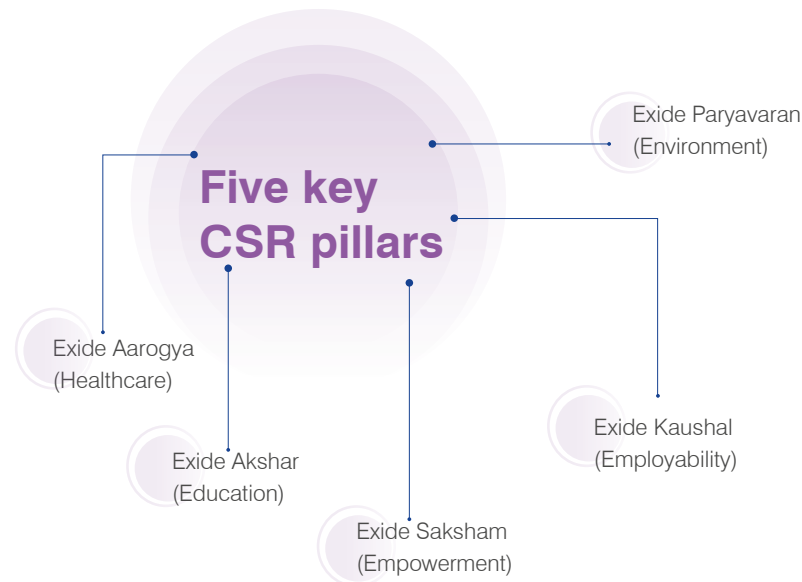 Five key
CSR pillars
Exide Paryavaran
(Environment)
Exide Aarogya
(Healthcare)
Exide Kaushal
(Employability)
Exide Akshar
(Education)
Exide Saksham
(Empowerment)